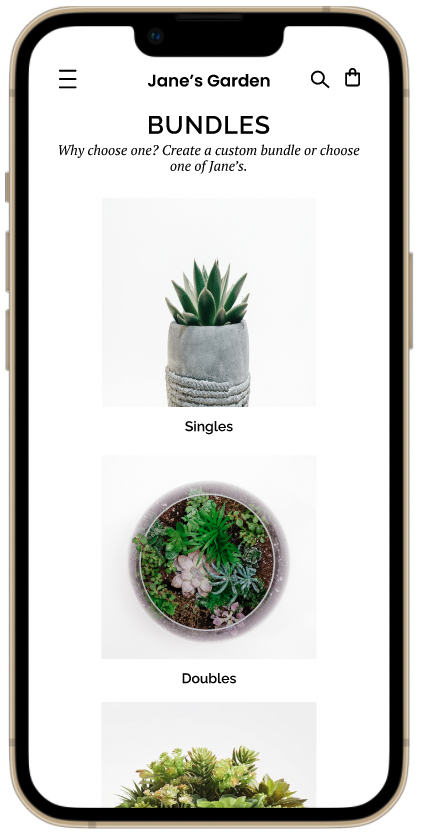 Jane's Garden
BUNDLES
Why choose one? Create a custom bundle or choose
one of Jane's.
Singles
Doubles